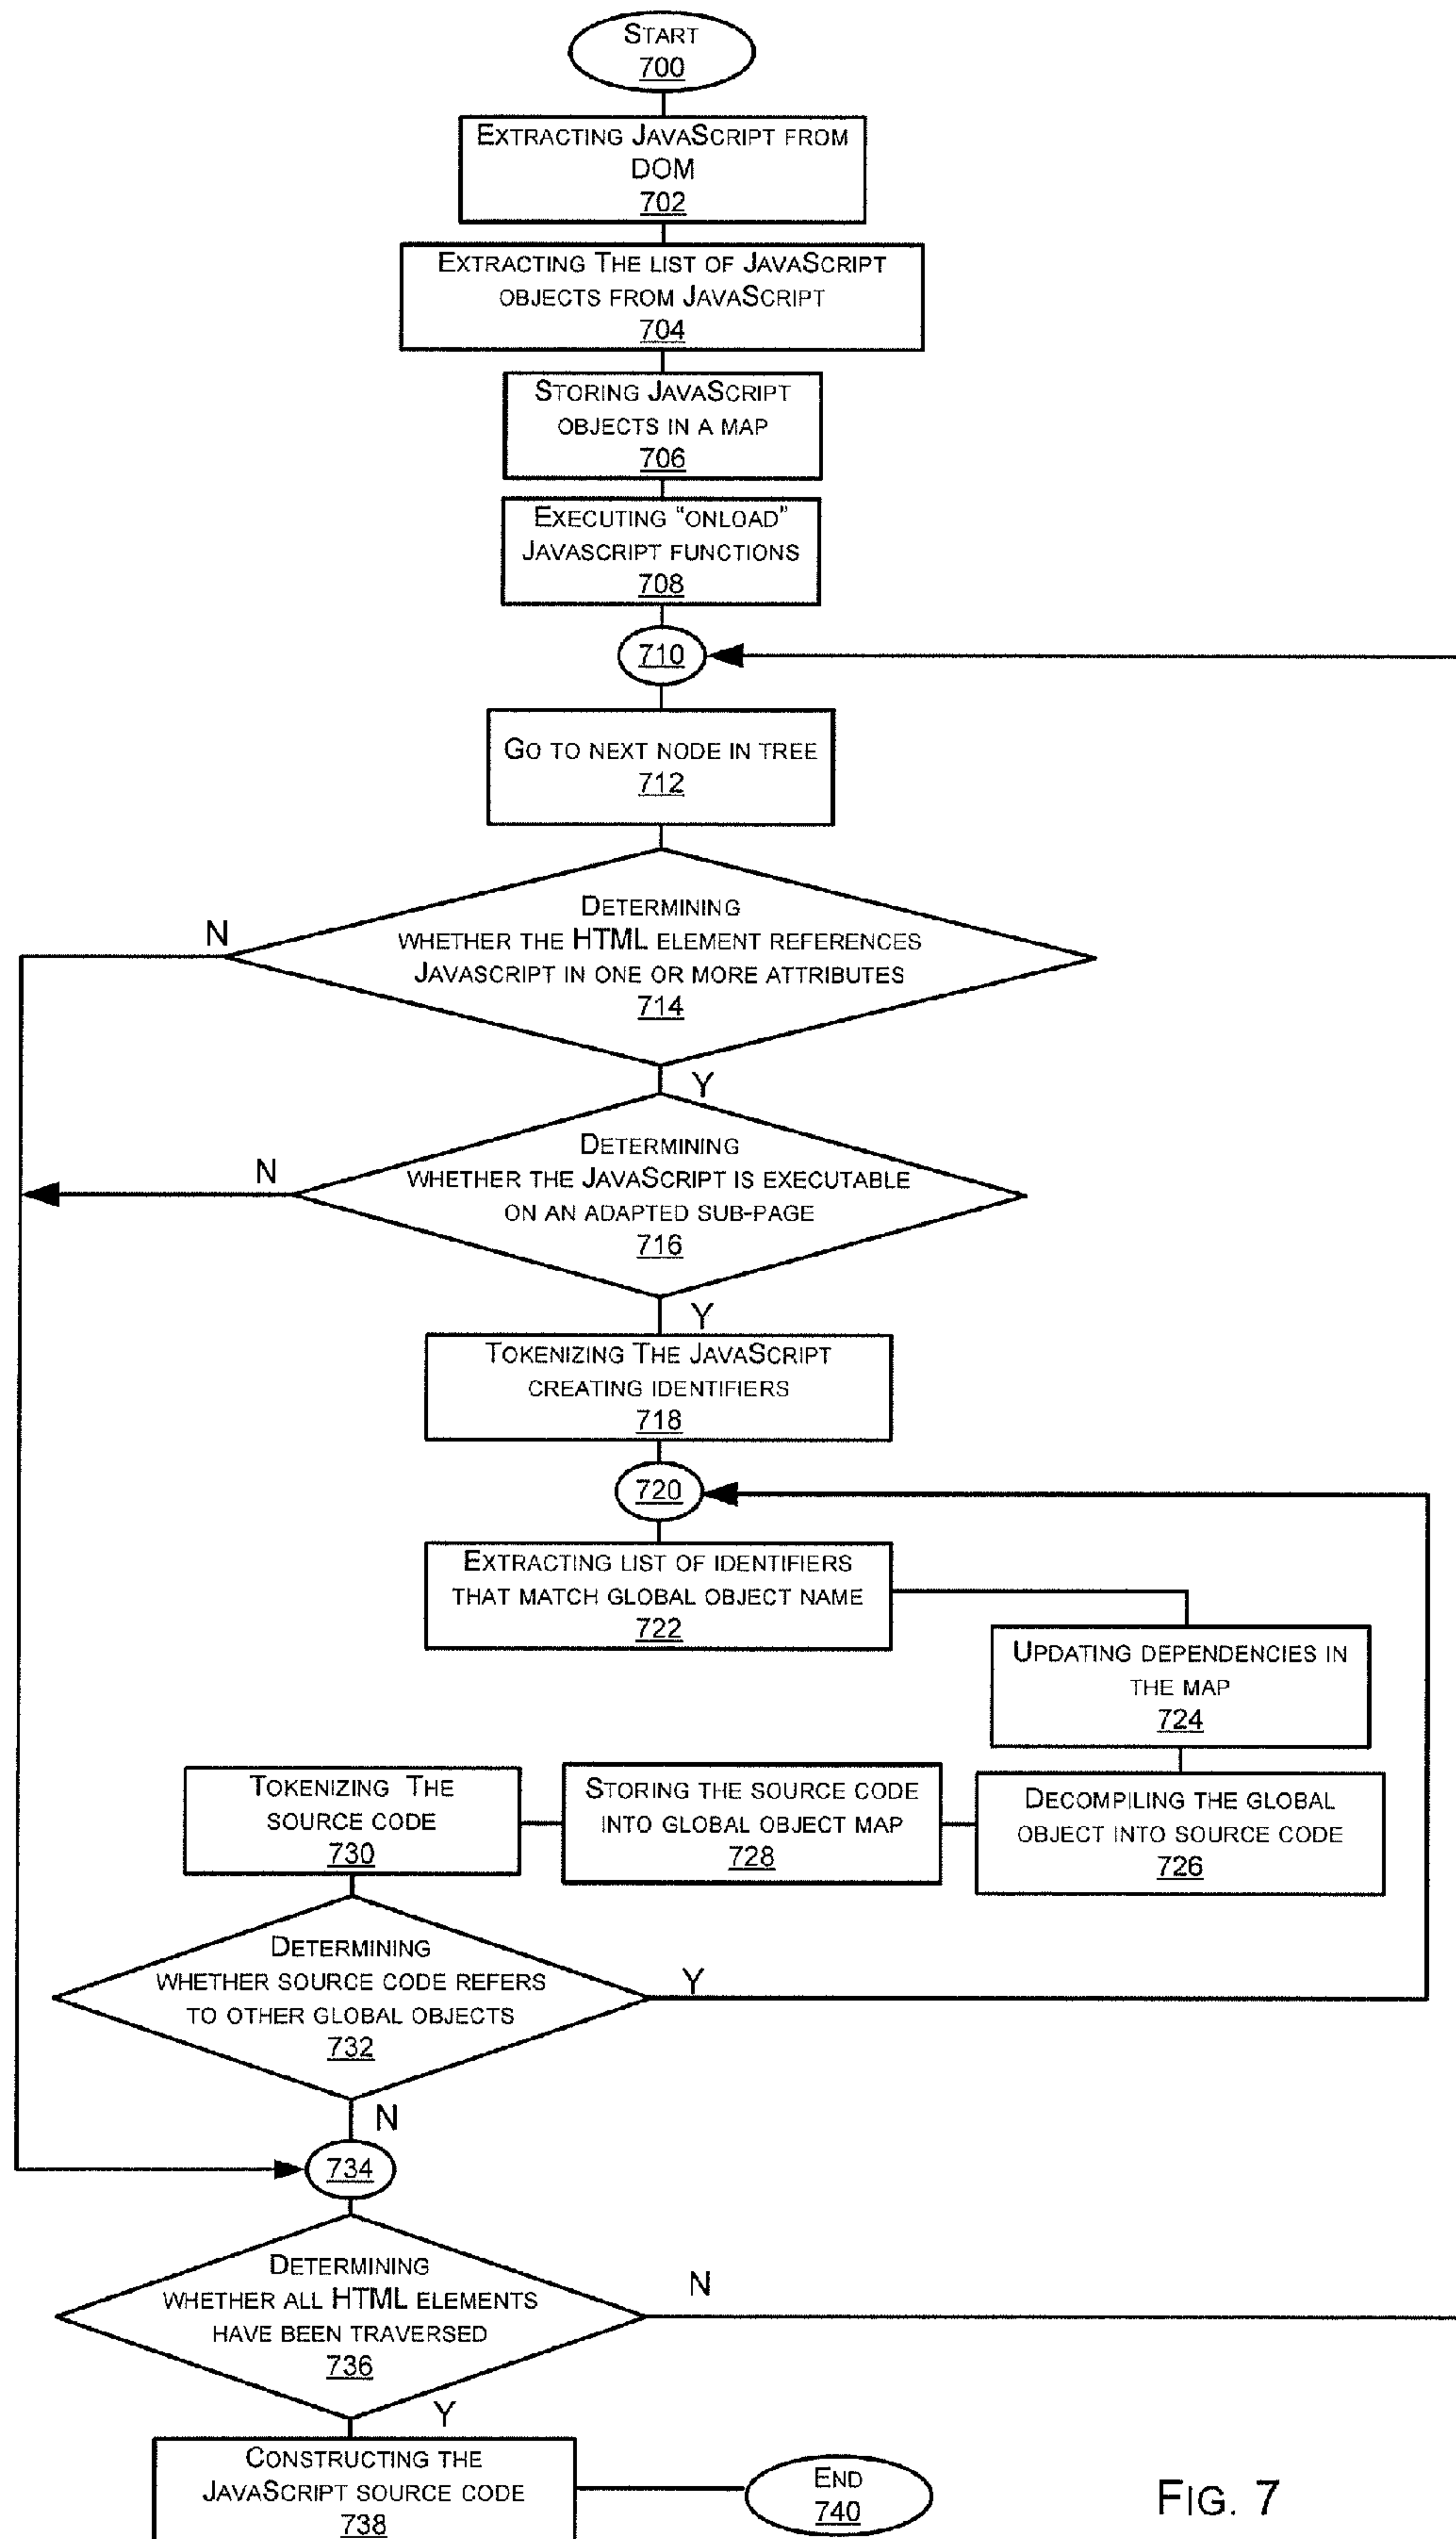 START
700
EXTRACTING JAVASCRIPT FROM
DOM
702
EXTRACTING THE LIST OF JAVASCRIPT
OBJECTS FROM JAVASCRIPT
704
STORING JAVASCRIPT
OBJECTS IN A MAP
706
EXECUTING “ONLOAD”
JAVASCRIPT FUNCTIONS
708
710
GO TO NEXT NODE IN TREE
712
DETERMINING
WHETHER THE HTML ELEMENT REFERENCES
JAVASCRIPT IN ONE OR MORE ATTRIBUTES
714
N
Y
DETERMINING
WHETHER THE JAVASCRIPT IS EXECUTABLE
ON AN ADAPTED SUB-PAGE
716
N
Y
TOKENIZING THE JAVASCRIPT
CREATING IDENTIFIERS
718
720
EXTRACTING LIST OF IDENTIFIERS
THAT MATCH GLOBAL OBJECT NAME
722
UPDATING DEPENDENCIES IN
THE MAP
724
DECOMPILING THE GLOBAL
OBJECT INTO SOURCE CODE
726
STORING THE SOURCE CODE
INTO GLOBAL OBJECT MAP
728
TOKENIZING THE
SOURCE CODE
730
DETERMINING
WHETHER SOURCE CODE REFERS
TO OTHER GLOBAL OBJECTS
732
Y
N
734
DETERMINING
WHETHER ALL HTML ELEMENTS
HAVE BEEN TRAVERSED
736
N
Y
CONSTRUCTING THE
JAVASCRIPT SOURCE CODE
738
END
740
FIG. 7